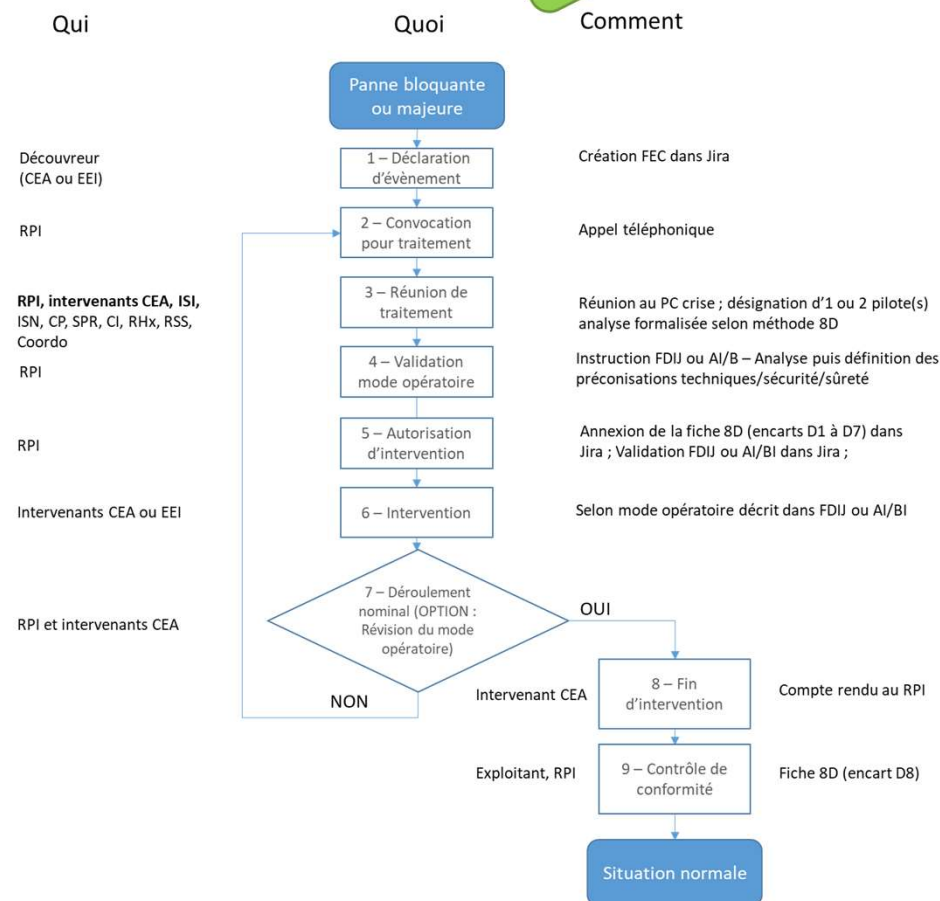 Qui
Quoi
Comment
Panne bloquante
ou majeure
Découvreur
(CEA ou EEI)
1 – Déclaration
d'évènement
Création FEC dans Jira
RPI
2 – Convocation
pour traitement
Appel téléphonique
RPI, intervenants CEA, ISI,
ISN, CP, SPR, CI, RHx, RSS,
Coordo
3 – Réunion de
traitement
Réunion au PC crise ; désignation d'1 ou 2 pilote(s)
analyse formalisée selon méthode 8D
RPI
4 – Validation
mode opératoire
Instruction FDIJ ou AI/B – Analyse puis définition des
préconisations techniques/sécurité/sûreté
RPI
5 – Autorisation
d'intervention
Annexion de la fiche 8D (encarts D1 à D7) dans
Jira ; Validation FDIJ ou AI/BI dans Jira ;
Intervenants CEA ou EEI
6 – Intervention
Selon mode opératoire décrit dans FDIJ ou AI/BI
RPI et intervenants CEA
7 – Déroulement
nominal (OPTION :
Révision du mode
opératoire)
OUI
NON
Intervenant CEA
8 – Fin
d'intervention
Compte rendu au RPI
Exploitant, RPI
9 – Contrôle de
conformité
Fiche 8D (encart D8)
Situation normale